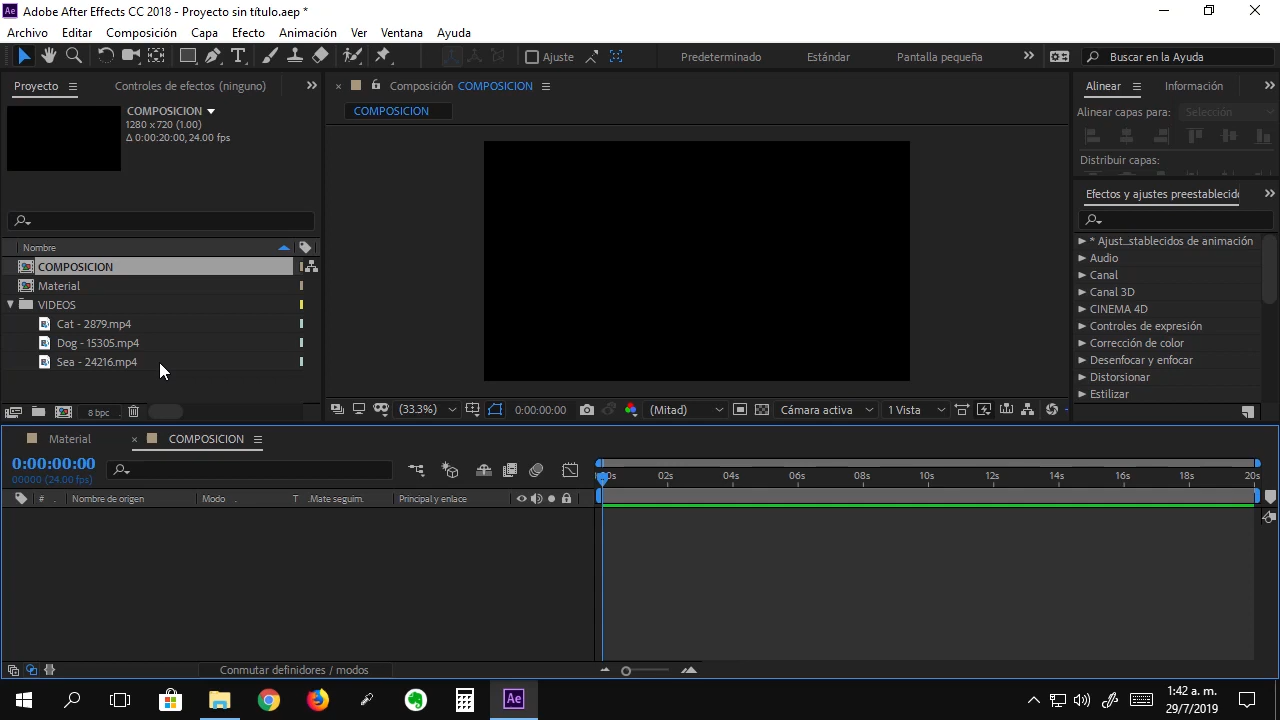 Adobe After Effects CC 2018 - Proyecto sin título.aep *
Archivo Editar Composición Capa Efecto Animación Ver Ventana Ayuda
Ajuste Predeterminado Estándar Pantalla pequeña Buscar en la Ayuda
Proyecto Controles de efectos (ninguno)
COMPOSICION
1280 x 720 (1.00)
Δ 0:00:20:00, 24.00 fps
Nombre
COMPOSICION
Material
VIDEOS
Cat - 2879.mp4
Dog - 15305.mp4
Sea - 24216.mp4
8 bpc
Composición COMPOSICION
COMPOSICION
(33.3%) 0:00:00:00 (Mitad) Cámara activa 1 Vista
Alinear Información
Alinear capas para: Selección
Distribuir capas:
Efectos y ajustes preestablecido
* Ajust_stablecidos de animación
Audio
Canal
Canal 3D
CINEMA 4D
Controles de expresión
Corrección de color
Desenfocar y enfocar
Distorsionar
Estilizar
Material COMPOSICION
0:00:00:00
00000 (24.00 fps)
# Nombre de origen Modo T .Mate seguim. Principal y enlace
02s 04s 06s 08s 10s 12s 14s 16s 18s 20s
Conmutar definidores / modos
Ae
1:42 a. m.
29/7/2019